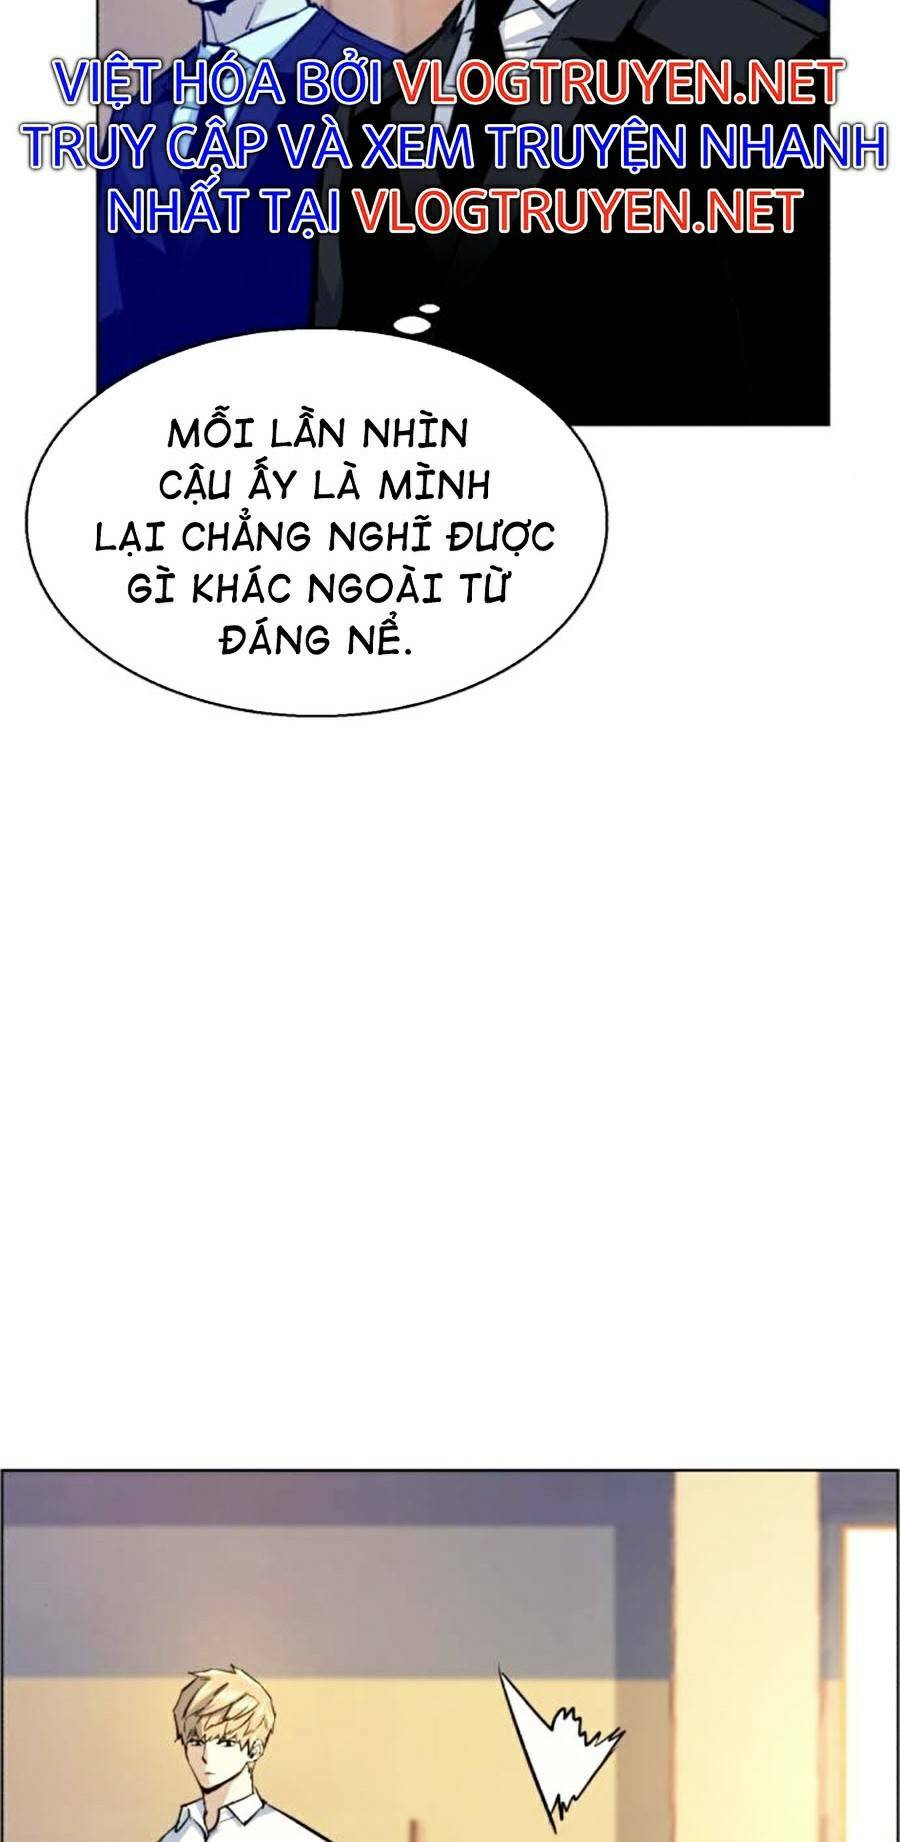 VIỆT HÓA BỞI VLOGTRUYEN.NET
TRUY CẬP VÀ XEM TRUYỆN NHANH
NHẤT TẠI VLOGTRUYEN.NET
MỖI LẦN NHÌN
CẬU ẤY LÀ MÌNH
LẠI CHẲNG NGHĨ ĐƯỢC
GÌ KHÁC NGOÀI TỪ
ĐÁNG NỂ.